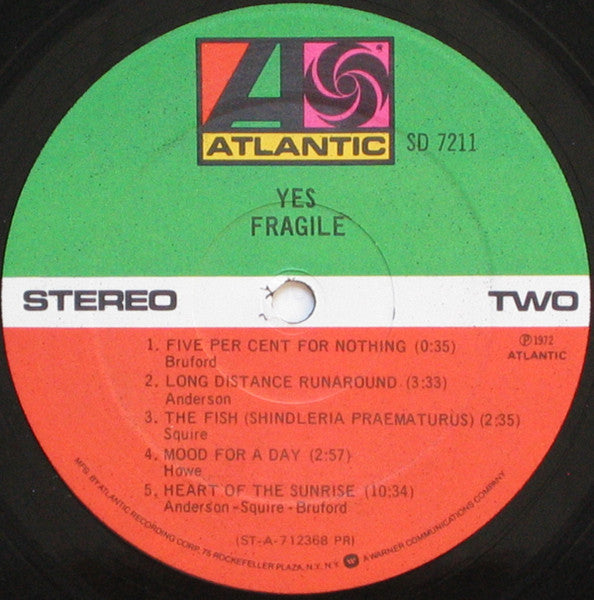 ATLANTIC
SD 7211
YES
FRAGILE
STEREO
TWO
℗ 1972
ATLANTIC
1. FIVE PER CENT FOR NOTHING (0:35)
Bruford
2. LONG DISTANCE RUNAROUND (3:33)
Anderson
3. THE FISH (SHINDLERIA PRAEMATURUS) (2:35)
Squire
4. MOOD FOR A DAY (2:57)
Howe
5. HEART OF THE SUNRISE (10:34)
Anderson-Squire-Bruford
(ST-A-712368 PR)
MFG. BY ATLANTIC RECORDING CORP. 75 ROCKEFELLER PLAZA, N.Y. N.Y. W A WARNER COMMUNICATIONS COMPANY